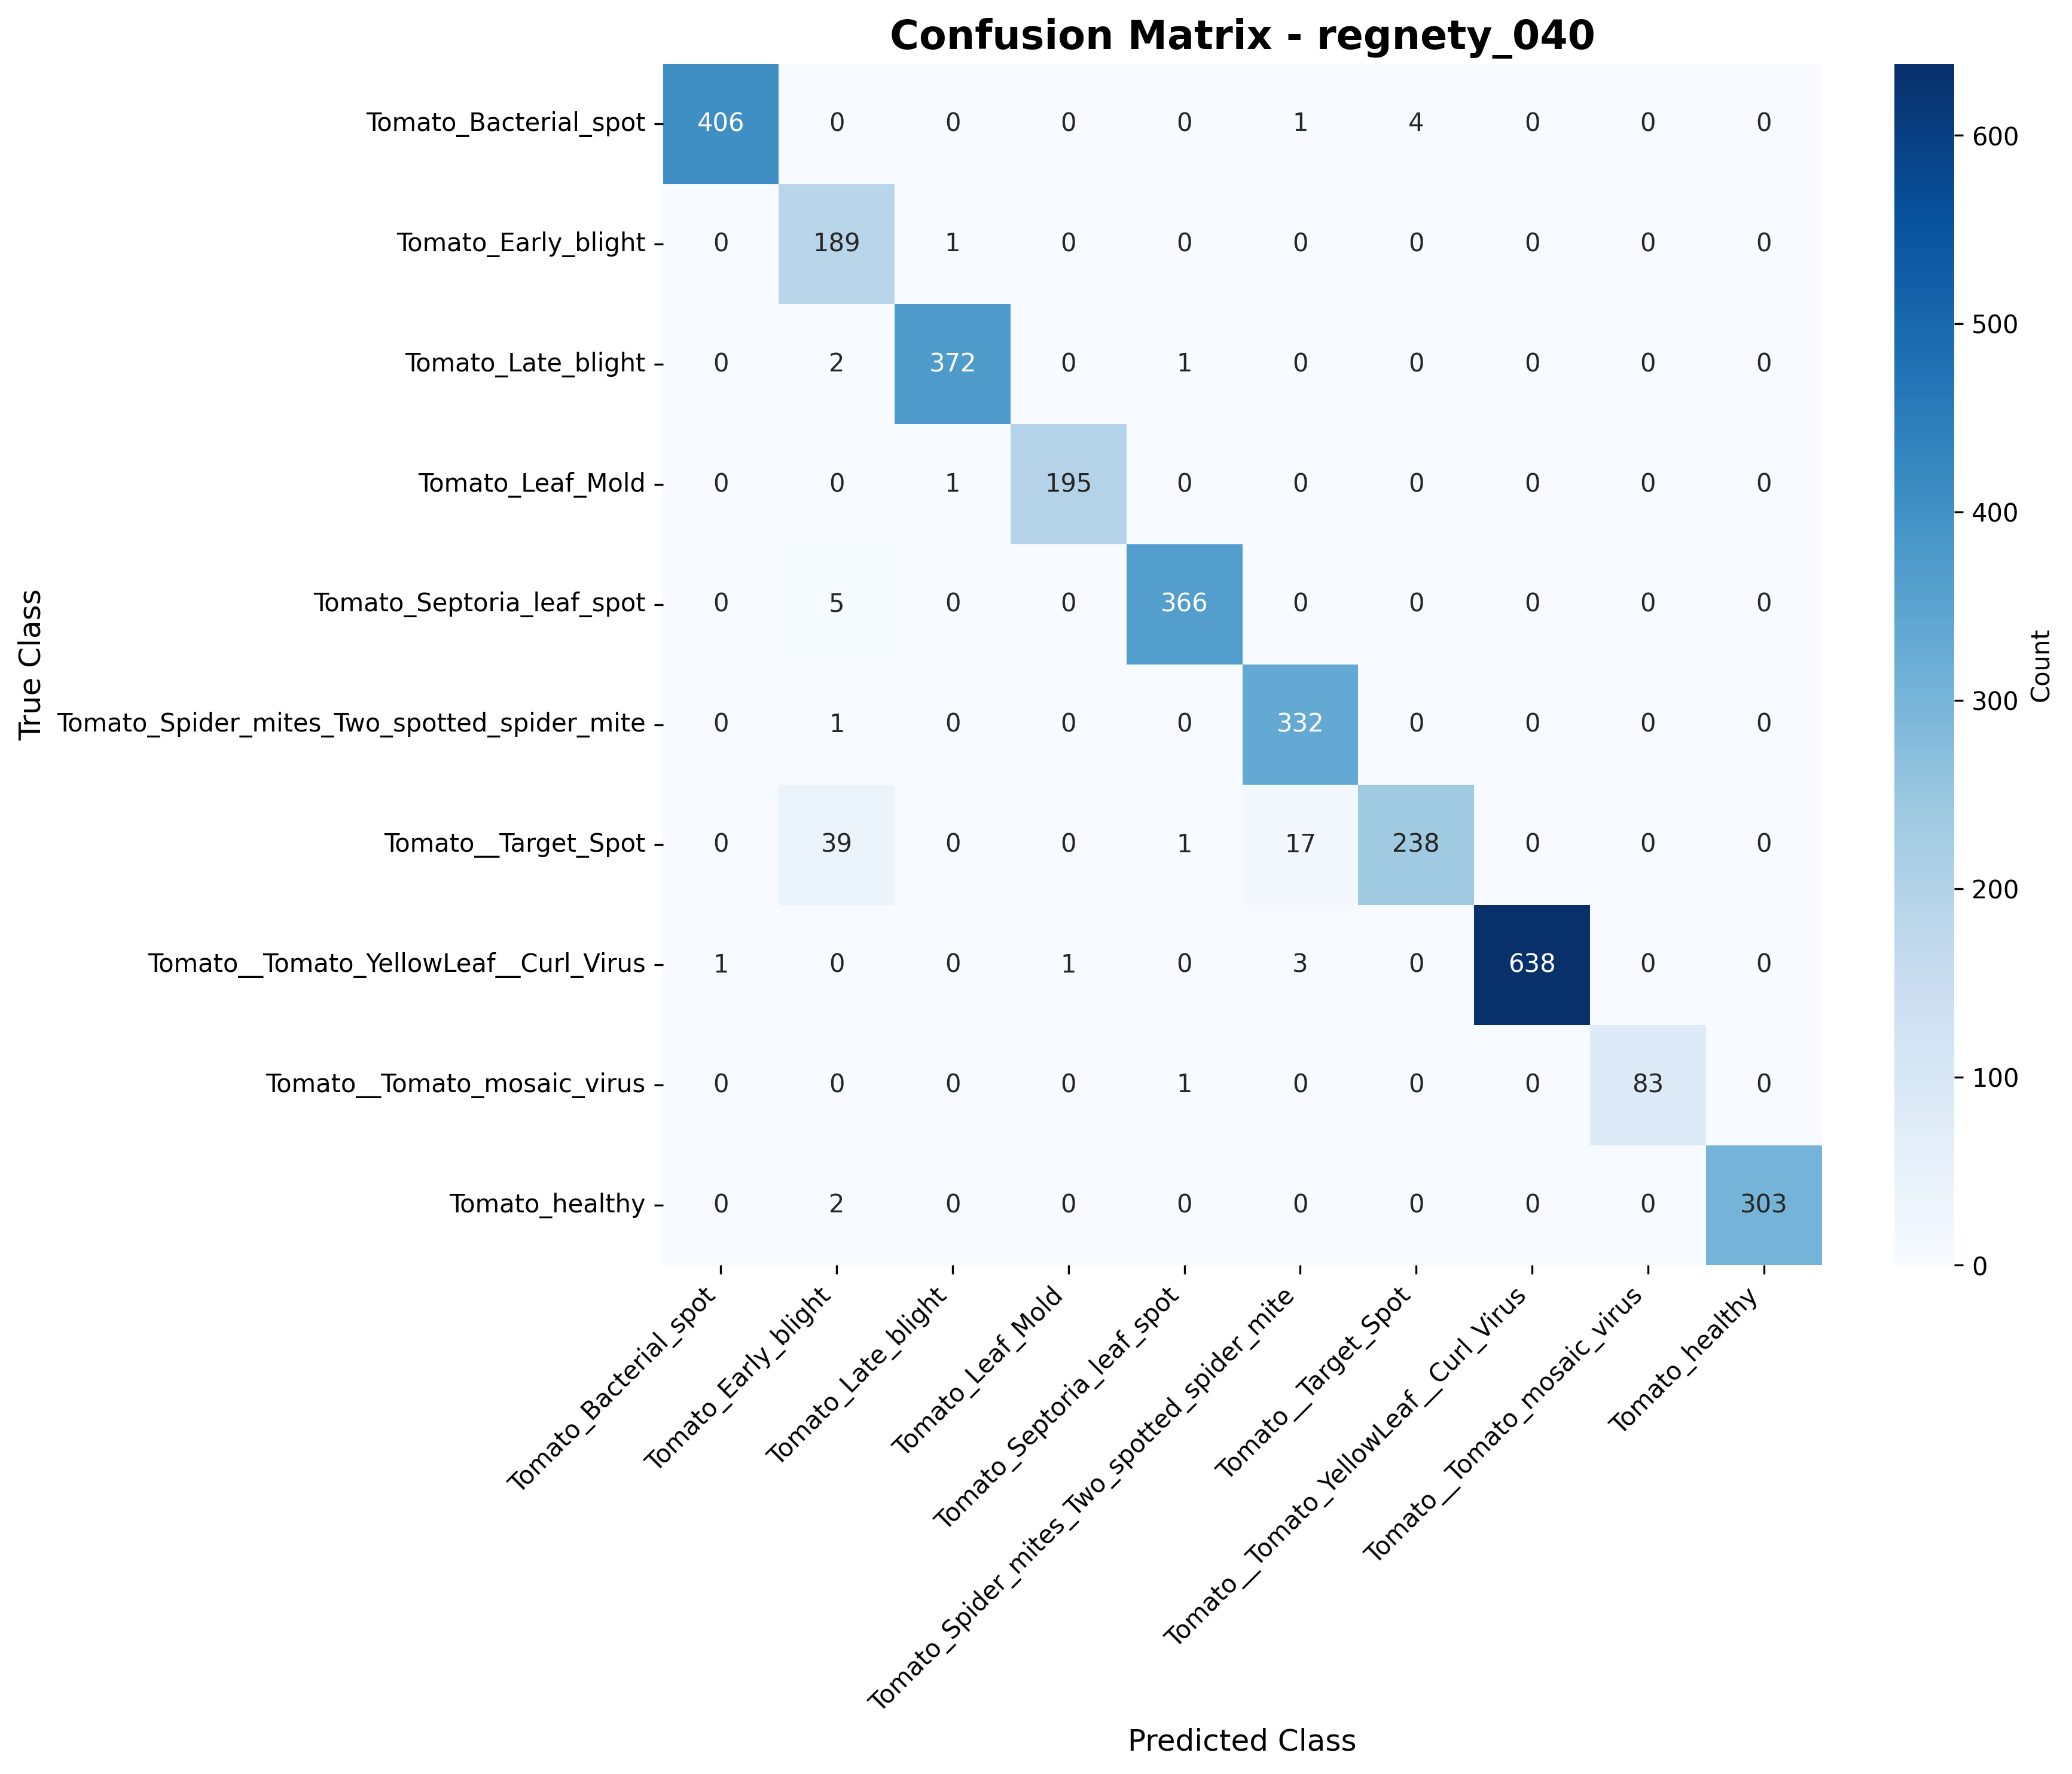 Confusion Matrix - regnety_040
Tomato_Bacterial_spot 406 0 0 0 0 1 4 0 0 0
Tomato_Early_blight 0 189 1 0 0 0 0 0 0 0
Tomato_Late_blight 0 2 372 0 1 0 0 0 0 0
Tomato_Leaf_Mold 0 0 1 195 0 0 0 0 0 0
Tomato_Septoria_leaf_spot 0 5 0 0 366 0 0 0 0 0
Tomato_Spider_mites_Two_spotted_spider_mite 0 1 0 0 0 332 0 0 0 0
Tomato__Target_Spot 0 39 0 0 1 17 238 0 0 0
Tomato__Tomato_YellowLeaf__Curl_Virus 1 0 0 1 0 3 0 638 0 0
Tomato__Tomato_mosaic_virus 0 0 0 0 1 0 0 0 83 0
Tomato_healthy 0 2 0 0 0 0 0 0 0 303
True Class
Tomato_Bacterial_spot
Tomato_Early_blight
Tomato_Late_blight
Tomato_Leaf_Mold
Tomato_Septoria_leaf_spot
Tomato_Spider_mites_Two_spotted_spider_mite
Tomato__Target_Spot
Tomato__Tomato_YellowLeaf__Curl_Virus
Tomato__Tomato_mosaic_virus
Tomato_healthy
Predicted Class
600
500
400
300
200
100
0
Count